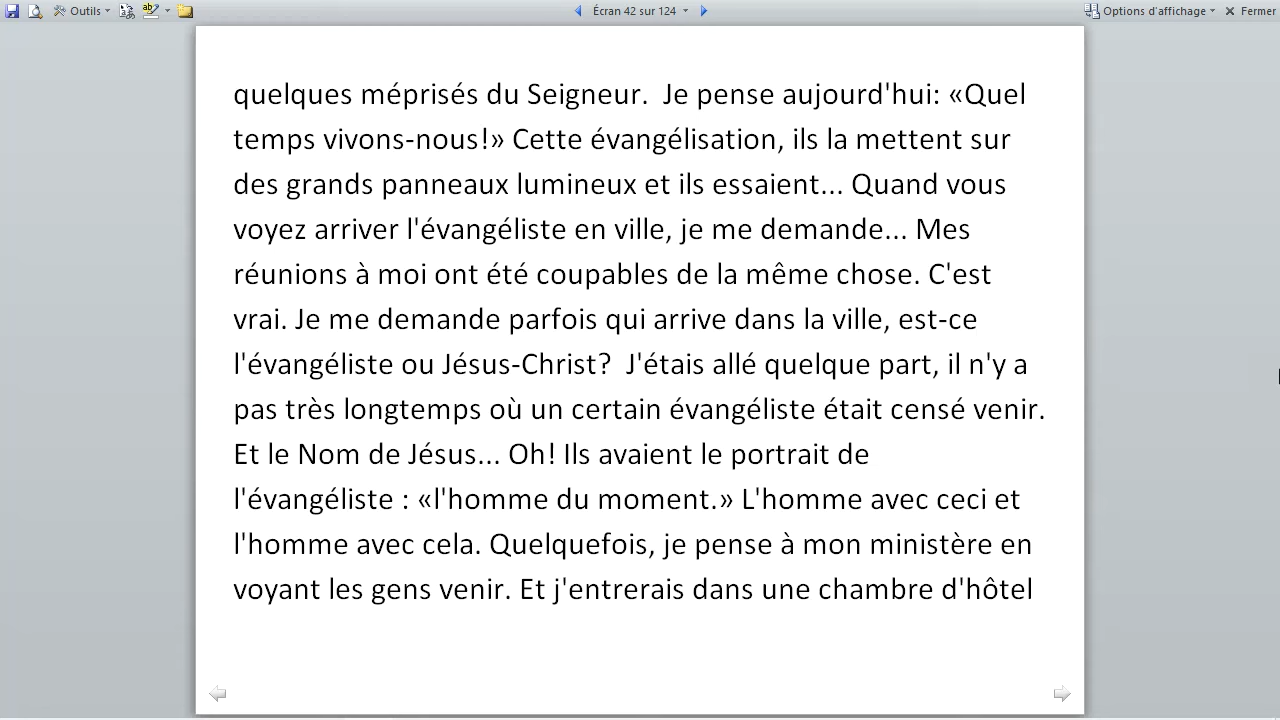 Outils
Écran 42 sur 124
Options d'affichage
Fermer
quelques méprisés du Seigneur.  Je pense aujourd'hui: «Quel
temps vivons-nous!» Cette évangélisation, ils la mettent sur
des grands panneaux lumineux et ils essaient... Quand vous
voyez arriver l'évangéliste en ville, je me demande... Mes
réunions à moi ont été coupables de la même chose. C'est
vrai. Je me demande parfois qui arrive dans la ville, est-ce
l'évangéliste ou Jésus-Christ?  J'étais allé quelque part, il n'y a
pas très longtemps où un certain évangéliste était censé venir.
Et le Nom de Jésus... Oh! Ils avaient le portrait de
l'évangéliste : «l'homme du moment.» L'homme avec ceci et
l'homme avec cela. Quelquefois, je pense à mon ministère en
voyant les gens venir. Et j'entrerais dans une chambre d'hôtel